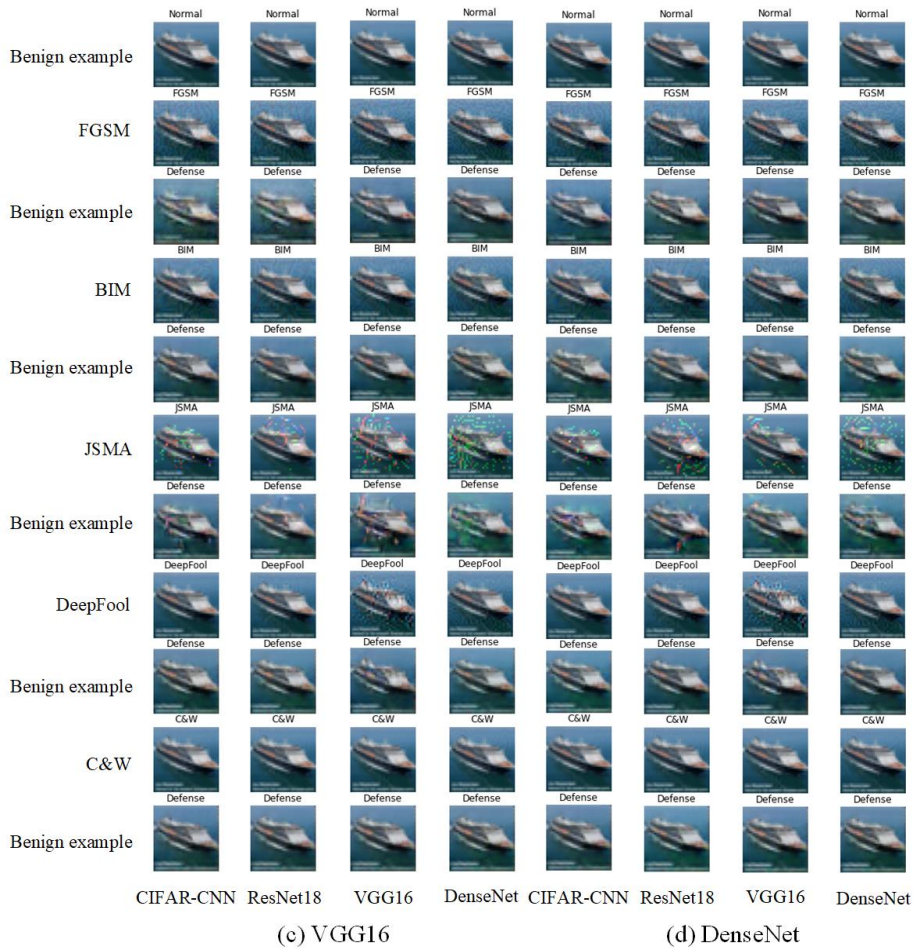 Normal Normal Normal Normal Normal Normal Normal Normal
Benign example
FGSM FGSM FGSM FGSM FGSM FGSM FGSM FGSM
FGSM
Defense Defense Defense Defense Defense Defense Defense Defense
Benign example
BIM BIM BIM BIM BIM BIM BIM BIM
BIM
Defense Defense Defense Defense Defense Defense Defense Defense
Benign example
JSMA JSMA JSMA JSMA JSMA JSMA JSMA JSMA
JSMA
Defense Defense Defense Defense Defense Defense Defense Defense
Benign example
DeepFool DeepFool DeepFool DeepFool DeepFool DeepFool DeepFool DeepFool
DeepFool
Defense Defense Defense Defense Defense Defense Defense Defense
Benign example
C&W C&W C&W C&W C&W C&W C&W C&W
C&W
Defense Defense Defense Defense Defense Defense Defense Defense
Benign example
CIFAR-CNN ResNet18 VGG16 DenseNet CIFAR-CNN ResNet18 VGG16 DenseNet
(c) VGG16 (d) DenseNet